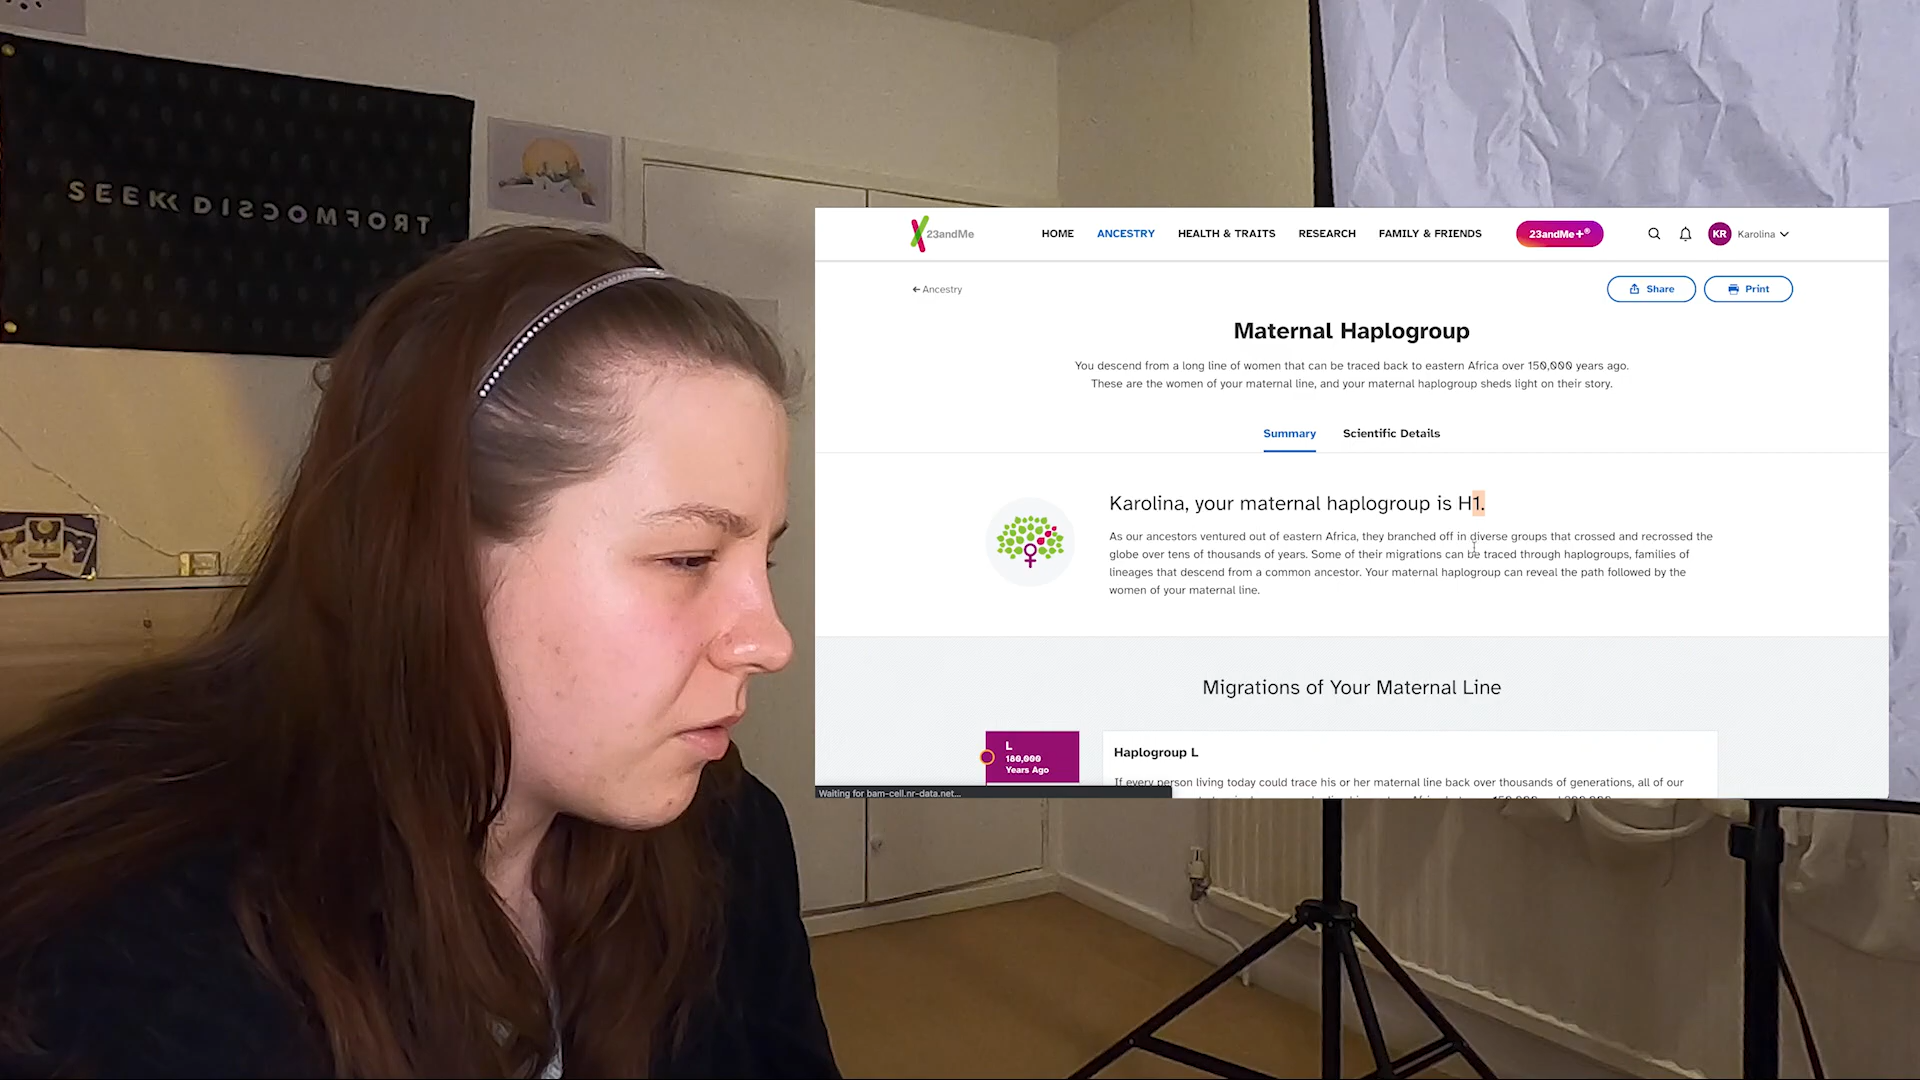 SEEK DISCOMFORT
23andMe
HOME ANCESTRY HEALTH & TRAITS RESEARCH FAMILY & FRIENDS 23andMe+® KR Karolina
Ancestry
Share Print
Maternal Haplogroup
You descend from a long line of women that can be traced back to eastern Africa over 150,000 years ago.
These are the women of your maternal line, and your maternal haplogroup sheds light on their story.
Summary Scientific Details
Karolina, your maternal haplogroup is H1.
As our ancestors ventured out of eastern Africa, they branched off in diverse groups that crossed and recrossed the
globe over tens of thousands of years. Some of their migrations can be traced through haplogroups, families of
lineages that descend from a common ancestor. Your maternal haplogroup can reveal the path followed by the
women of your maternal line.
Migrations of Your Maternal Line
L
180,000
Years Ago
Haplogroup L
If every person living today could trace his or her maternal line back over thousands of generations, all of our
Waiting for bam-cell.nr-data.net...